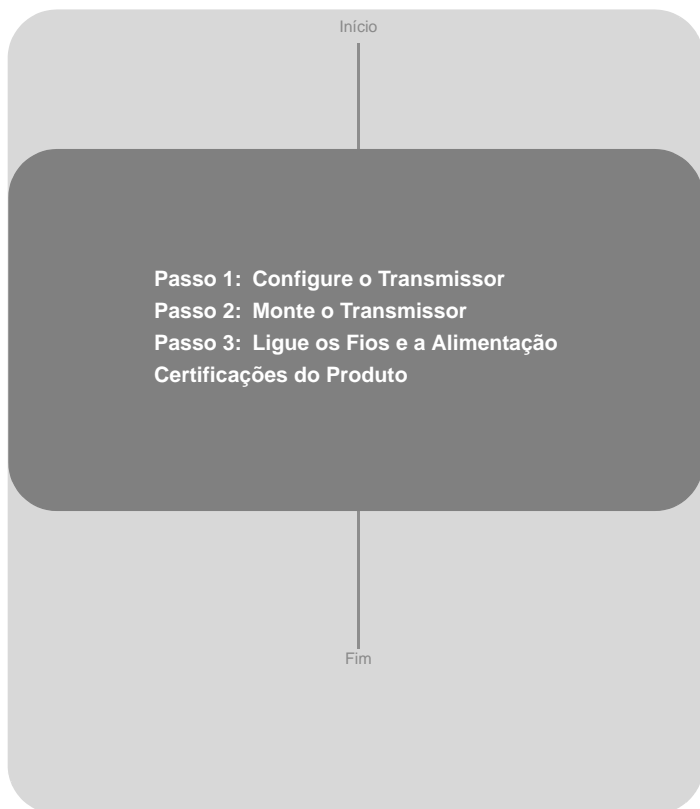 Início
Passo 1: Configure o Transmissor
Passo 2: Monte o Transmissor
Passo 3: Ligue os Fios e a Alimentação
Certificações do Produto
Fim